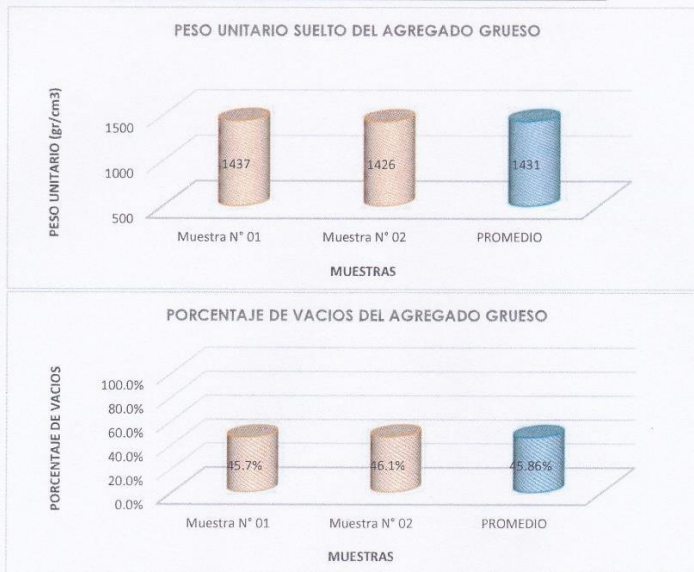 PESO UNITARIO SUELTO DEL AGREGADO GRUESO
PESO UNITARIO (gr/cm3)
1500
1000
500
1437
1426
1431
Muestra N° 01
Muestra N° 02
PROMEDIO
MUESTRAS
PORCENTAJE DE VACIOS DEL AGREGADO GRUESO
PORCENTAJE DE VACIOS
100.0%
80.0%
60.0%
40.0%
20.0%
0.0%
45.7%
46.1%
45.86%
Muestra N° 01
Muestra N° 02
PROMEDIO
MUESTRAS